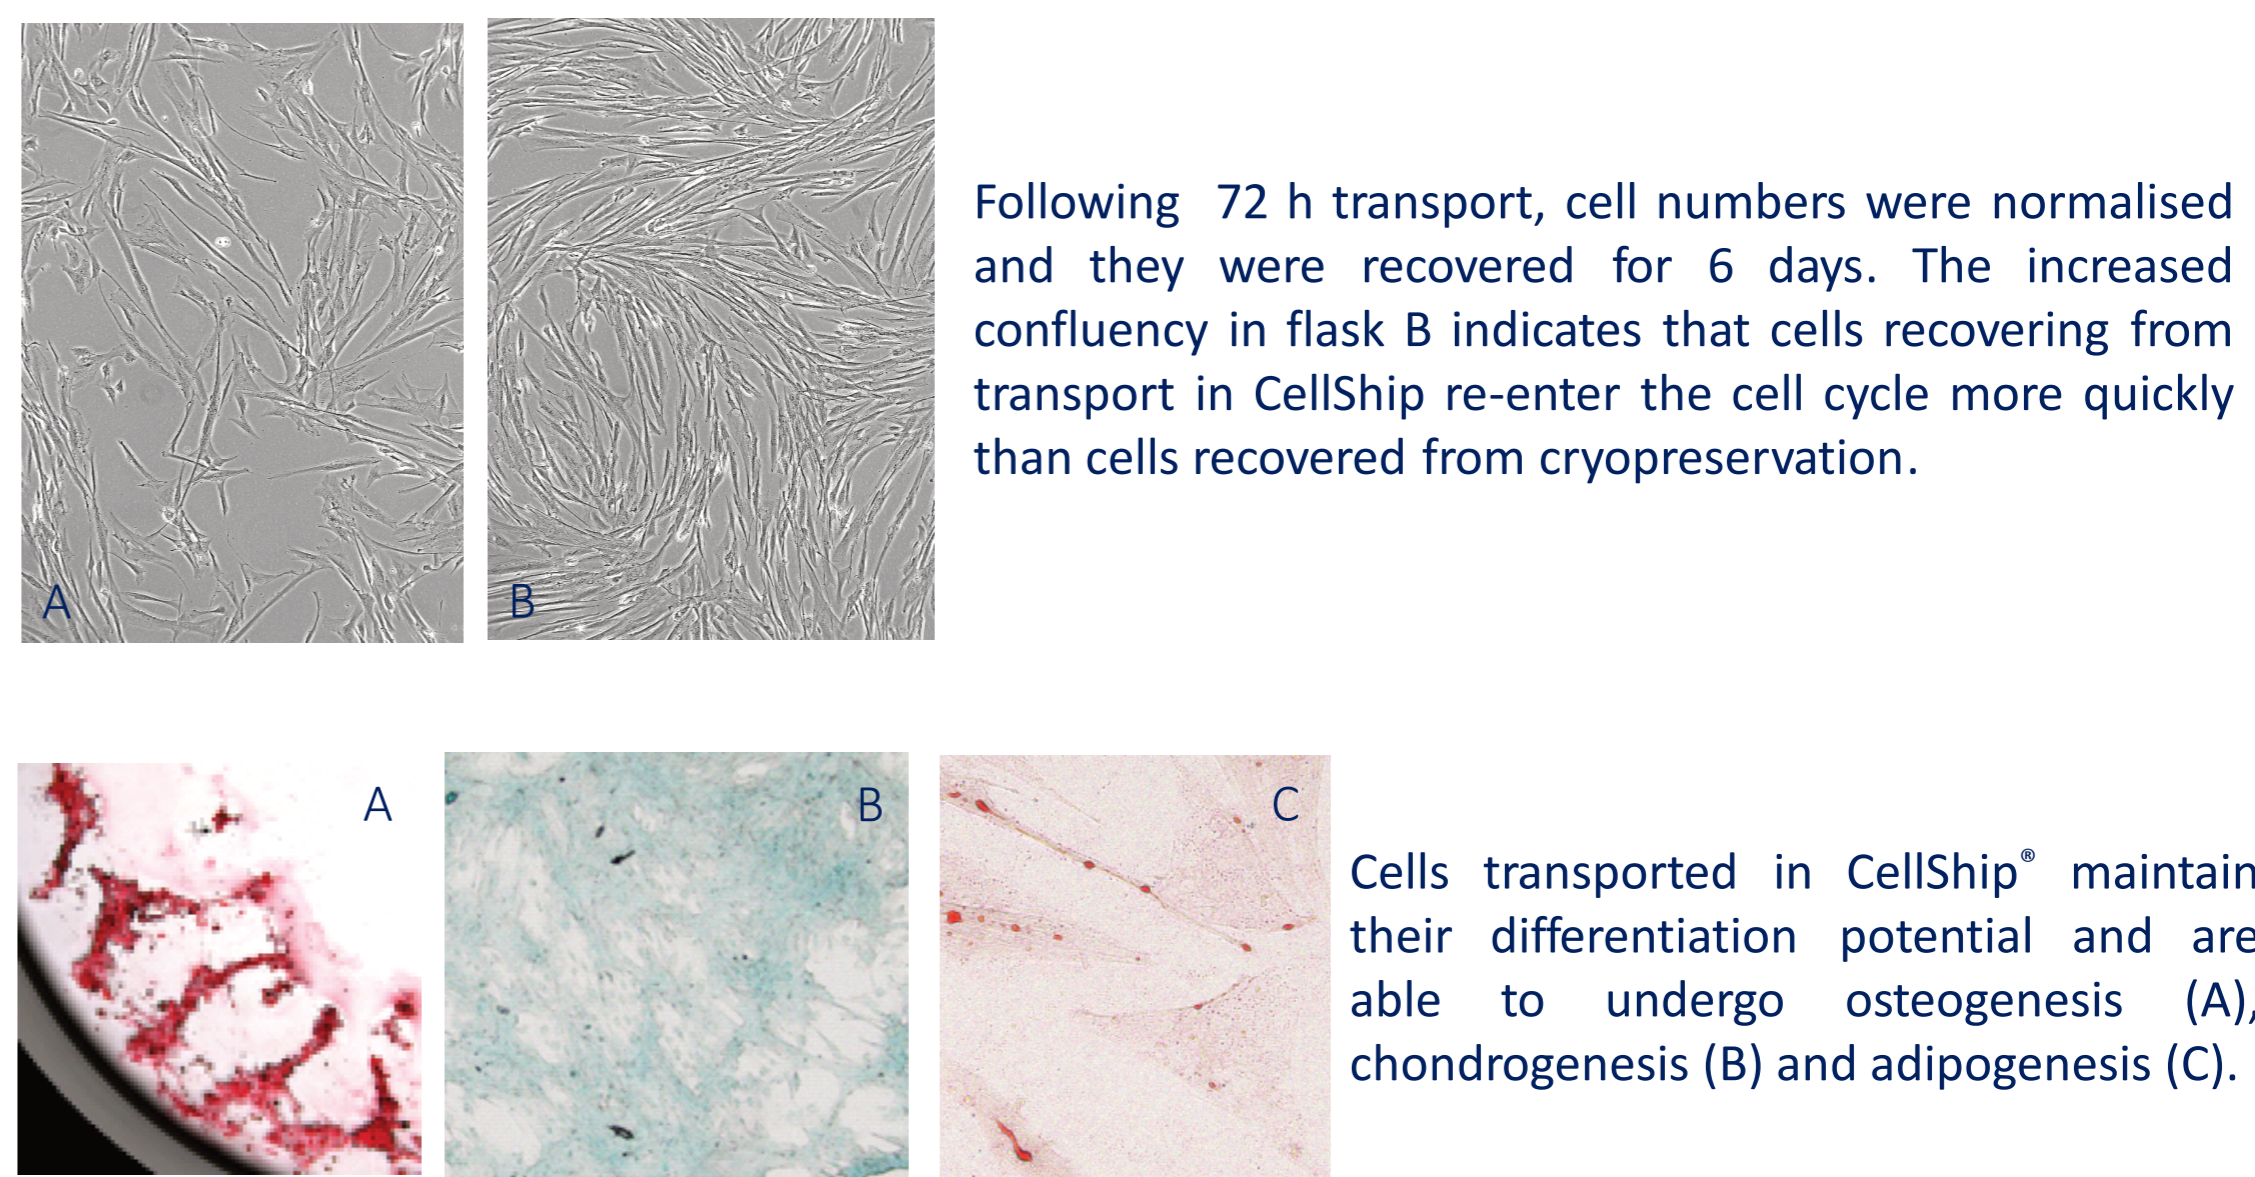 A
B
Following 72 h transport, cell numbers were normalised
and they were recovered for 6 days. The increased
confluency in flask B indicates that cells recovering from
transport in CellShip re-enter the cell cycle more quickly
than cells recovered from cryopreservation.
A
B
C
Cells transported in CellShip® maintain
their differentiation potential and are
able to undergo osteogenesis (A),
chondrogenesis (B) and adipogenesis (C).